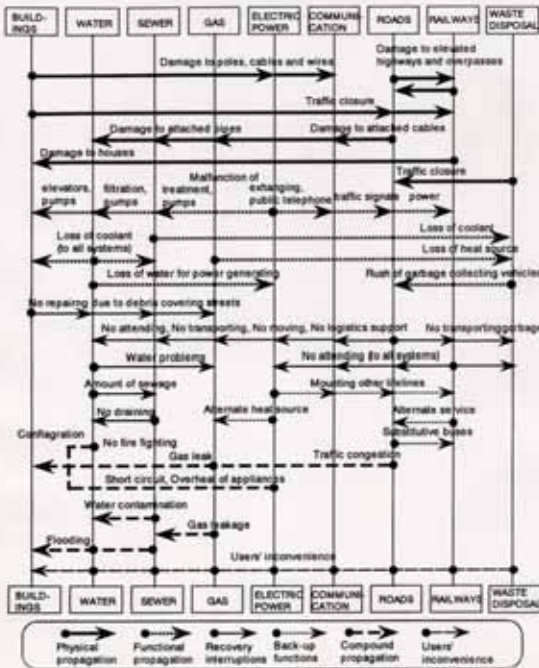 BUILD-
INGS
WATER
SEWER
GAS
ELECTRIC
POWER
COMMUNI-
CATION
ROADS
RAILWAYS
WASTE
DISPOSAL
Damage to poles, cables and wires
Damage to elevated
highways and overpasses
Traffic closure
Damage to attached pipes
Damage to attached cables
Damage to houses
Traffic closure
Malfunction of
elevators,
pumps
filtration,
pumps
treatment,
pumps
exhanging,
public telephone
traffic signals
power
Loss of coolant
(to all systems)
Loss of coolant
Loss of heat source
Loss of water for power generating
Rush of garbage collecting vehicles
No repairng due to debris covering streets
No attending, No transporting, No moving, No logistics support
No transporting garbage
Water problems
No attending (to all systems)
Amount of sewage
Mounting other lifelines
No draining
Alternate heat source
Alternate service
Substitutive buses
Conflagration
No fire fighting
Gas leak
Traffic congestion
Short circuit, Overheat of appliances
Water contamination
Gas leakage
Flooding
Users' inconvenience
BUILD-
INGS
WATER
SEWER
GAS
ELECTRIC
POWER
COMMUNI-
CATION
ROADS
RAILWAYS
WASTE
DISPOSAL
Physical
propagation
Functional
propagation
Recovery
interruptions
Back-up
functions
Compound
propagation
Users'
inconvenience